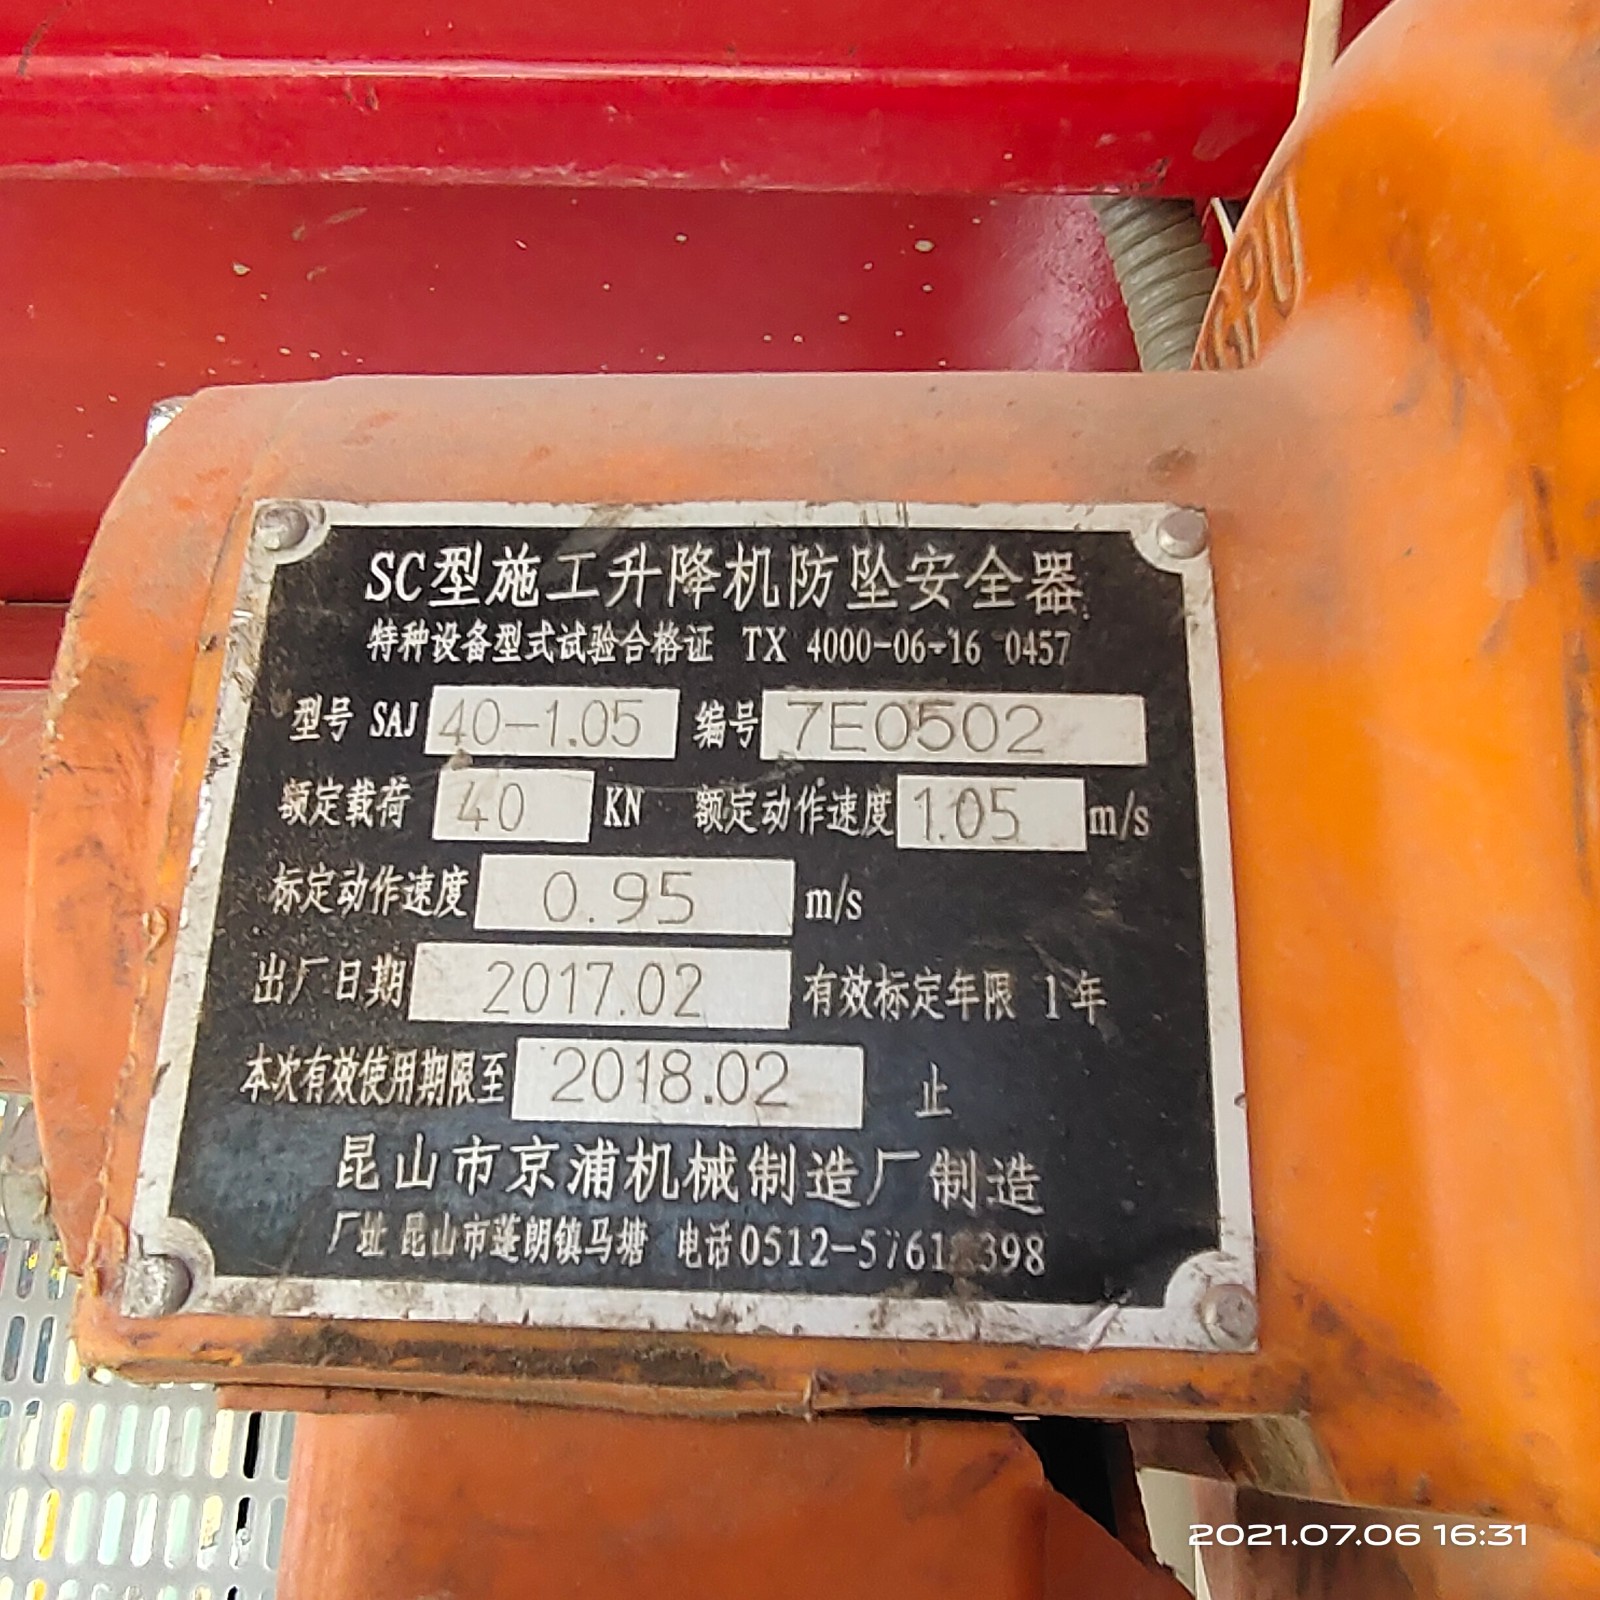 GPU
SC型施工升降机防坠安全器
特种设备型式试验合格证 TX 4000-06-16 0457
型号 SAJ 40-1.05 编号 7E0502
额定载荷 40 KN 额定动作速度 1.05 m/s
标定动作速度 0.95 m/s
出厂日期 2017.02 有效标定年限 1年
本次有效使用期限至 2018.02 止
昆山市京浦机械制造厂制造
厂址 昆山市蓬朗镇马塘 电话
2021.07.06 16:31